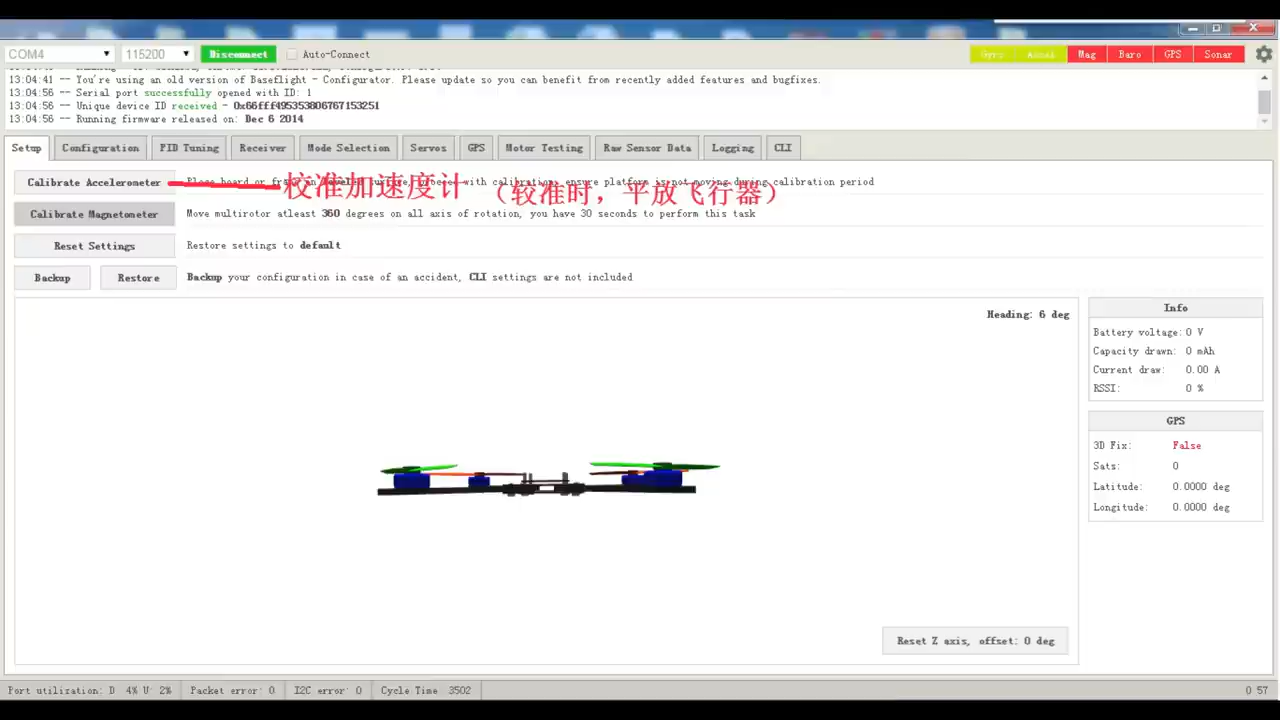 COM4 115200 Disconnect Auto-Connect Gyro Accel Mag Baro GPS Sonar
13:04:41 -- You're using an old version of Baseflight - Configurator. Please update so you can benefit from recently added features and bugfixes.
13:04:56 -- Serial port successfully opened with ID: 1
13:04:56 -- Unique device ID received - 0x66fff495353806767153251
13:04:56 -- Running firmware released on: Dec 6 2014
Setup Configuration PID Tuning Receiver Mode Selection Servos GPS Motor Testing Raw Sensor Data Logging CLI
Calibrate Accelerometer Place board or frame on leveled surface, proceed with calibration, ensure platform is not moving during calibration period
校准加速度计 (较准时，平放飞行器)
Calibrate Magnetometer Move multirotor atleast 360 degrees on all axis of rotation, you have 30 seconds to perform this task
Reset Settings Restore settings to default
Backup Restore Backup your configuration in case of an accident, CLI settings are not included
Heading: 6 deg
Info
Battery voltage: 0 V
Capacity drawn: 0 mAh
Current draw: 0.00 A
RSSI: 0 %
GPS
3D Fix: False
Sats: 0
Latitude: 0.0000 deg
Longitude: 0.0000 deg
Reset Z axis, offset: 0 deg
Port utilization: D 4% U: 2% Packet error: 0 I2C error: 0 Cycle Time 3502 0 57